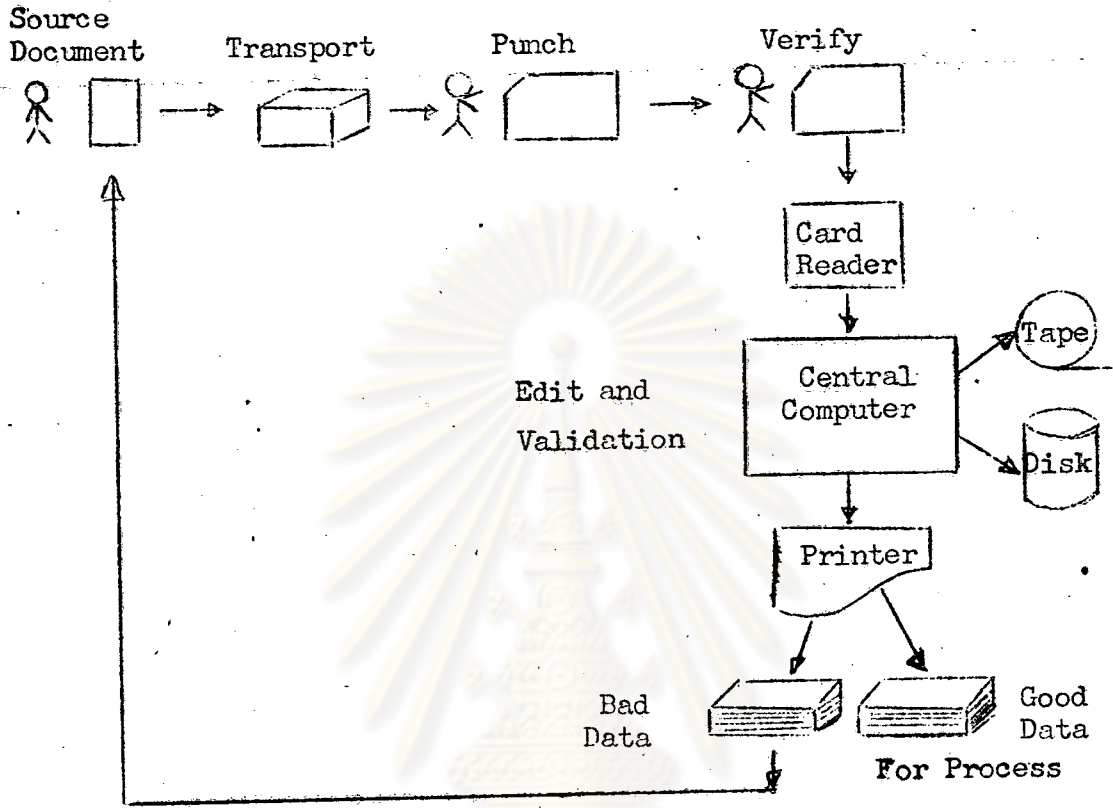 Source
Document
Transport
Punch
Verify
Card
Reader
Tape
Edit and
Validation
Central
Computer
Disk
Printer
Bad
Data
Good
Data
For Process